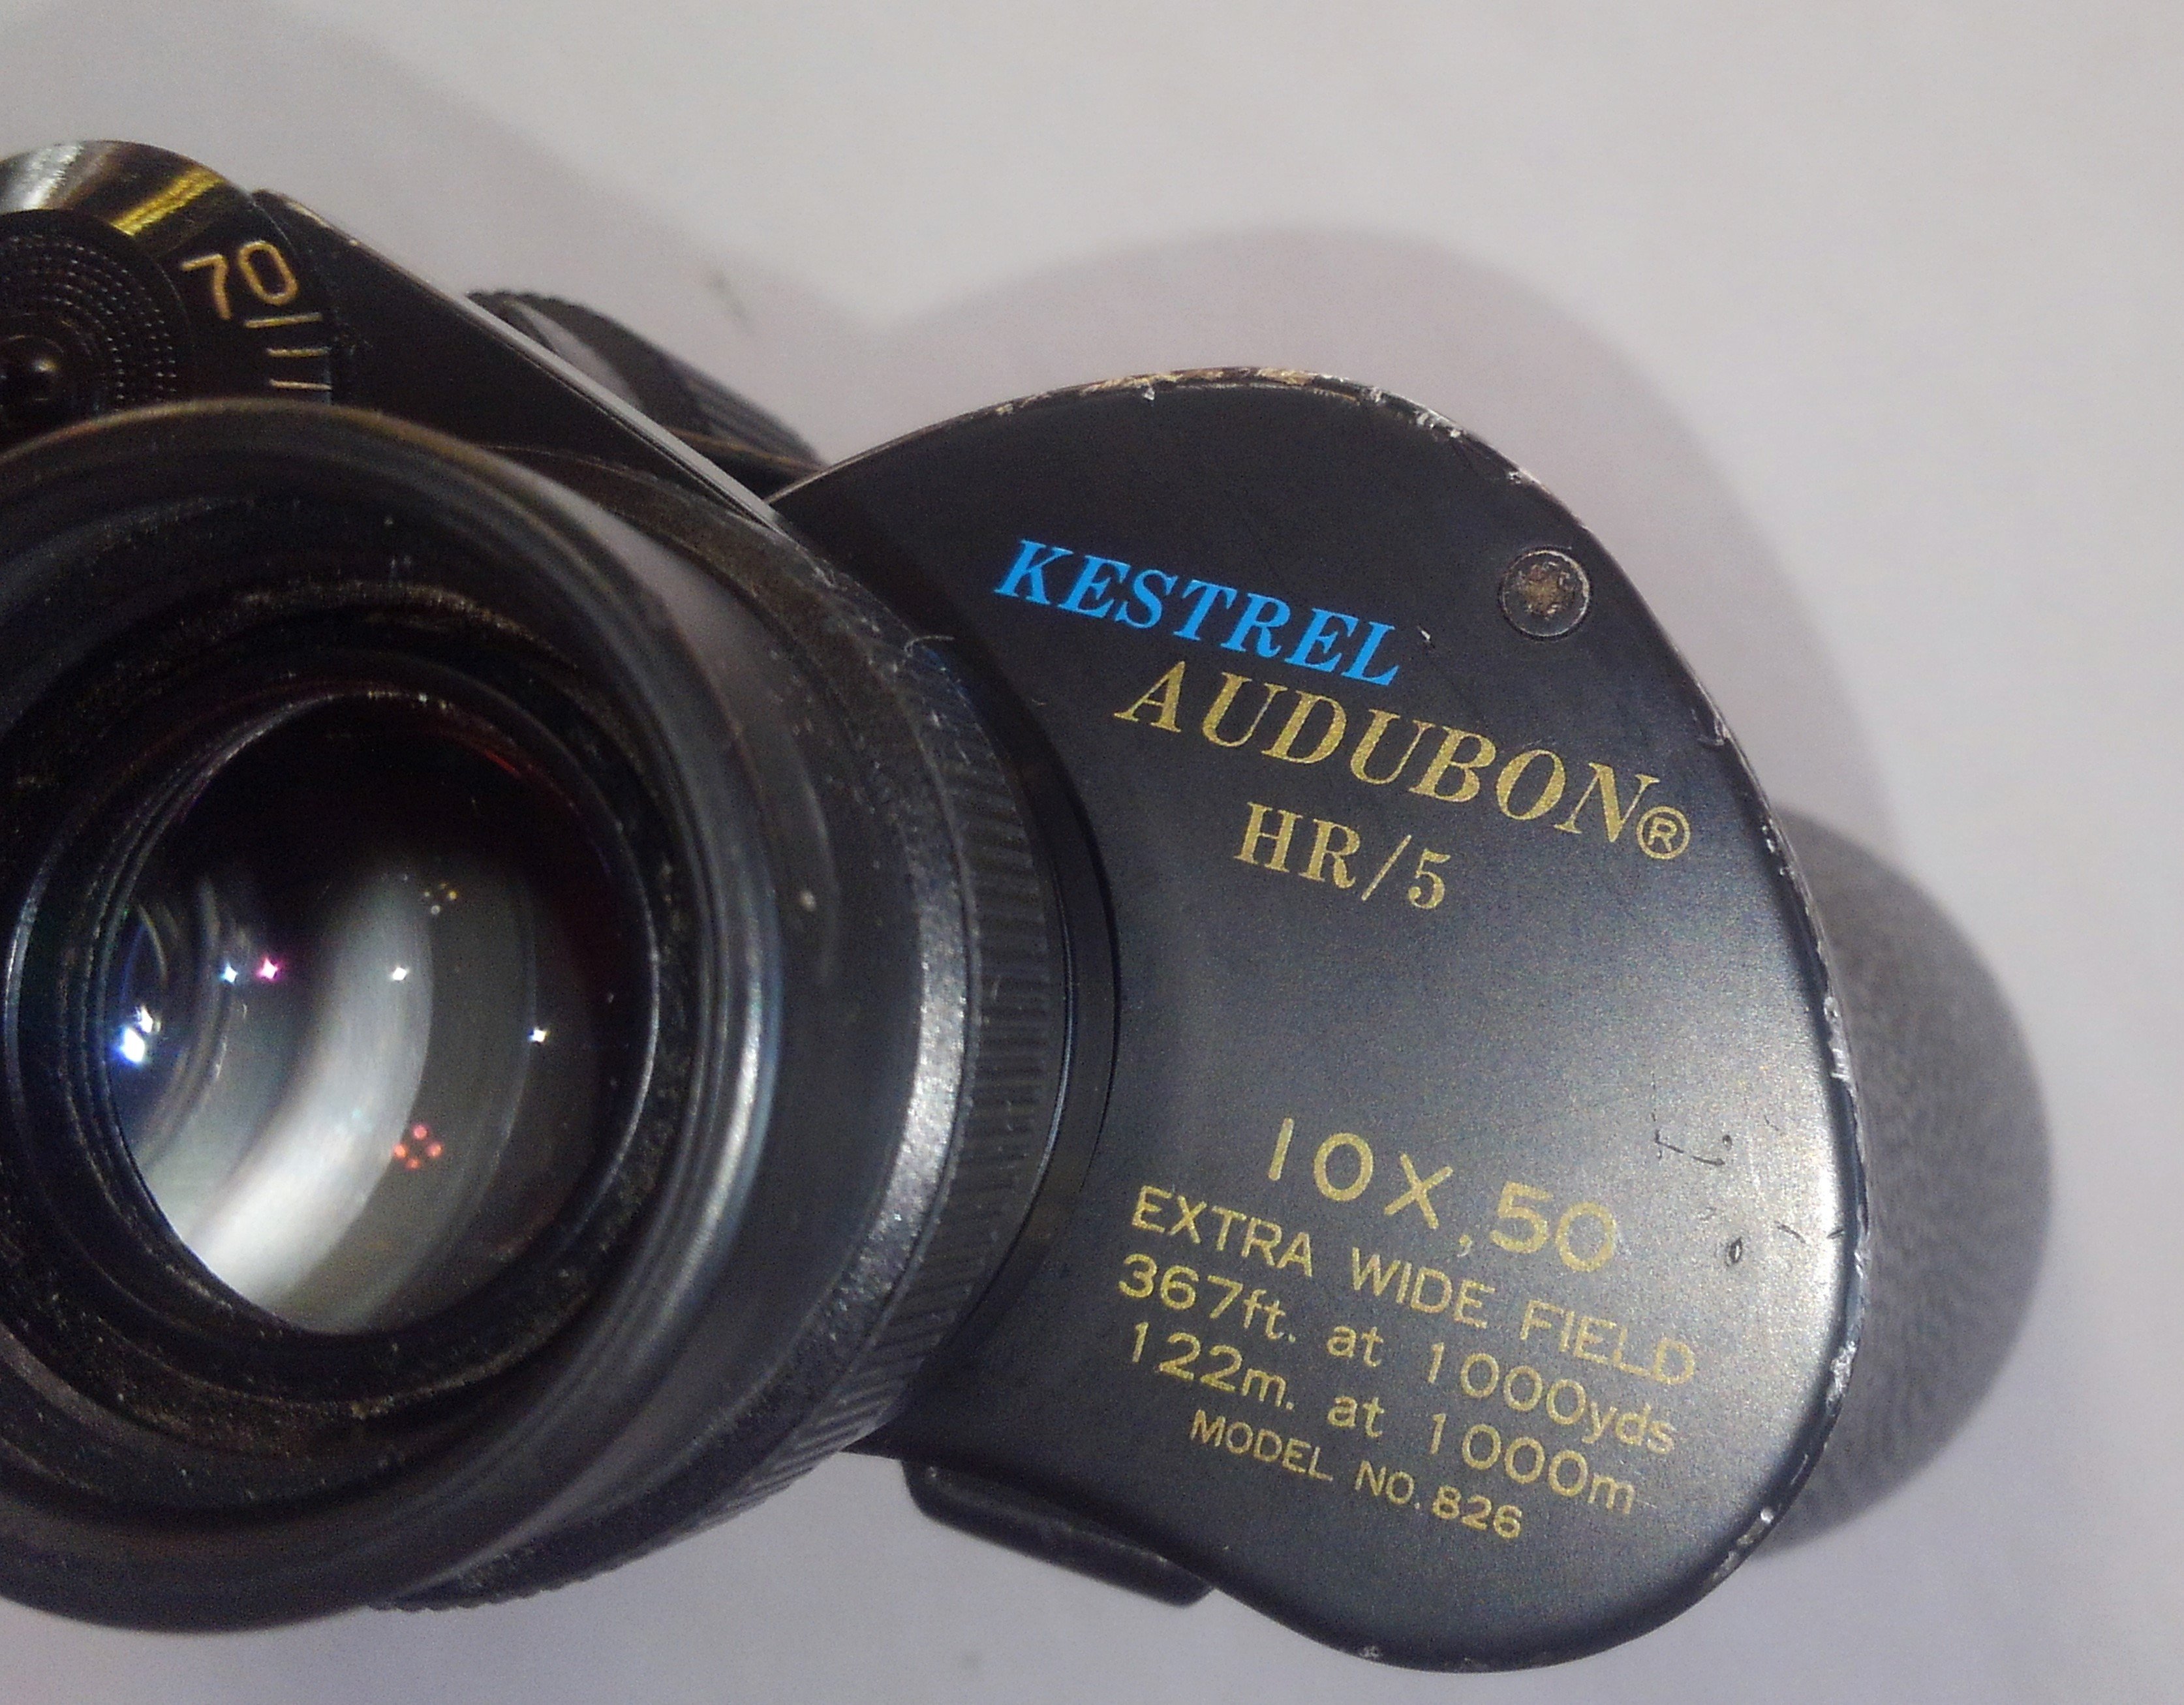 70
KESTREL
AUDUBON®
HR/5
10X,50
EXTRA WIDE FIELD
367ft. at 1000yds
122m. at 1000m
MODEL NO. 826